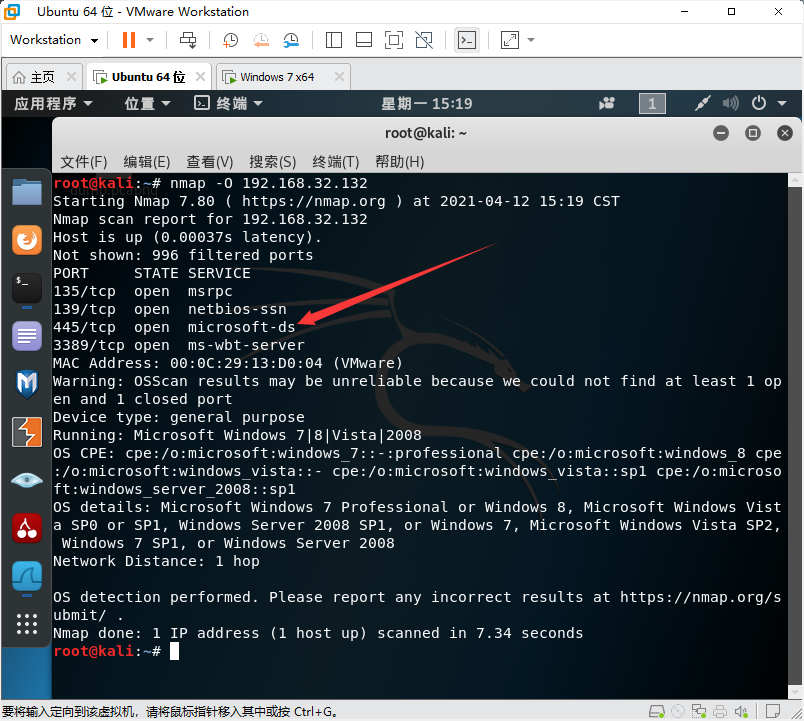 Ubuntu 64 位 - VMware Workstation
Workstation
主页
Ubuntu 64 位
Windows 7 x64
应用程序 位置 终端 星期一 15:19 1
root@kali: ~
文件(F) 编辑(E) 查看(V) 搜索(S) 终端(T) 帮助(H)
root@kali:~# nmap -O 192.168.32.132
Starting Nmap 7.80 ( https://nmap.org ) at 2021-04-12 15:19 CST
Nmap scan report for 192.168.32.132
Host is up (0.00037s latency).
Not shown: 996 filtered ports
PORT     STATE SERVICE
135/tcp  open  msrpc
139/tcp  open  netbios-ssn
445/tcp  open  microsoft-ds
3389/tcp open  ms-wbt-server
MAC Address: 00:0C:29:13:D0:04 (VMware)
Warning: OSScan results may be unreliable because we could not find at least 1 op
en and 1 closed port
Device type: general purpose
Running: Microsoft Windows 7|8|Vista|2008
OS CPE: cpe:/o:microsoft:windows_7::-:professional cpe:/o:microsoft:windows_8 cpe
:/o:microsoft:windows_vista::- cpe:/o:microsoft:windows_vista::sp1 cpe:/o:microso
ft:windows_server_2008::sp1
OS details: Microsoft Windows 7 Professional or Windows 8, Microsoft Windows Vist
a SP0 or SP1, Windows Server 2008 SP1, or Windows 7, Microsoft Windows Vista SP2,
 Windows 7 SP1, or Windows Server 2008
Network Distance: 1 hop
OS detection performed. Please report any incorrect results at https://nmap.org/s
ubmit/ .
Nmap done: 1 IP address (1 host up) scanned in 7.34 seconds
root@kali:~#
要将输入定向到该虚拟机，请将鼠标指针移入其中或按 Ctrl+G。